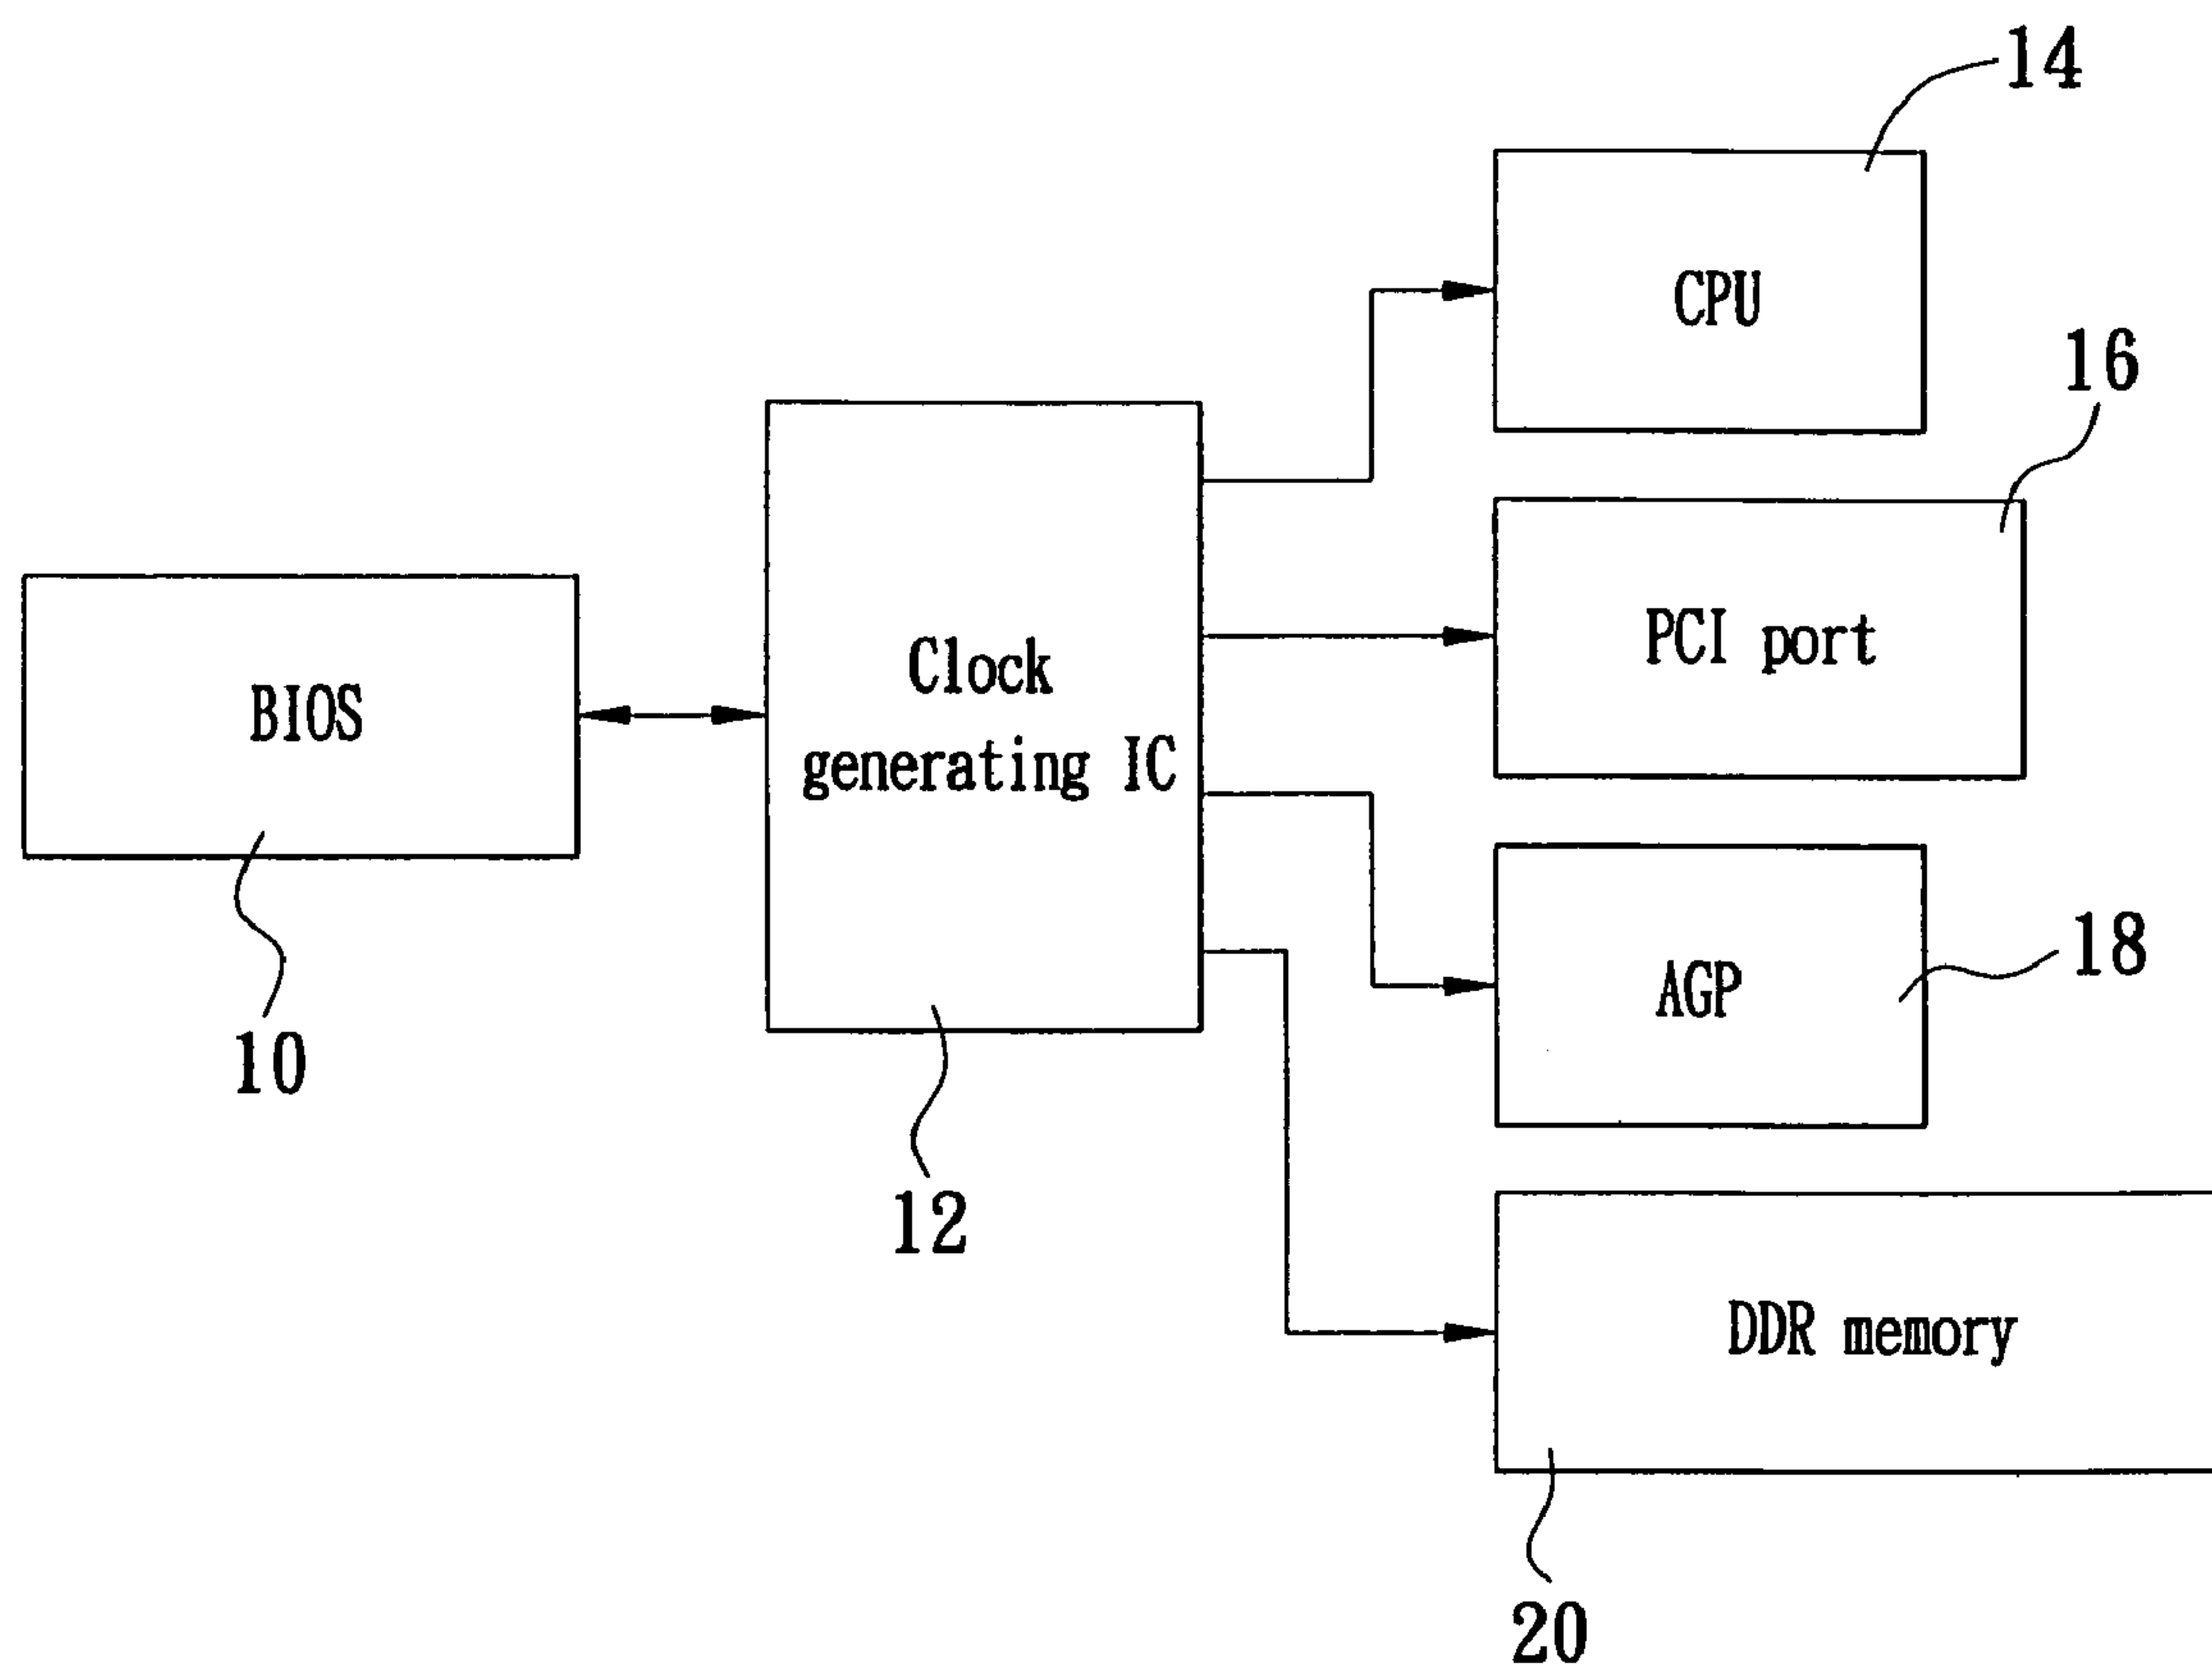 14
CPU
16
PCI port
BIOS
Clock
generating IC
10
12
AGP
18
DDR memory
20